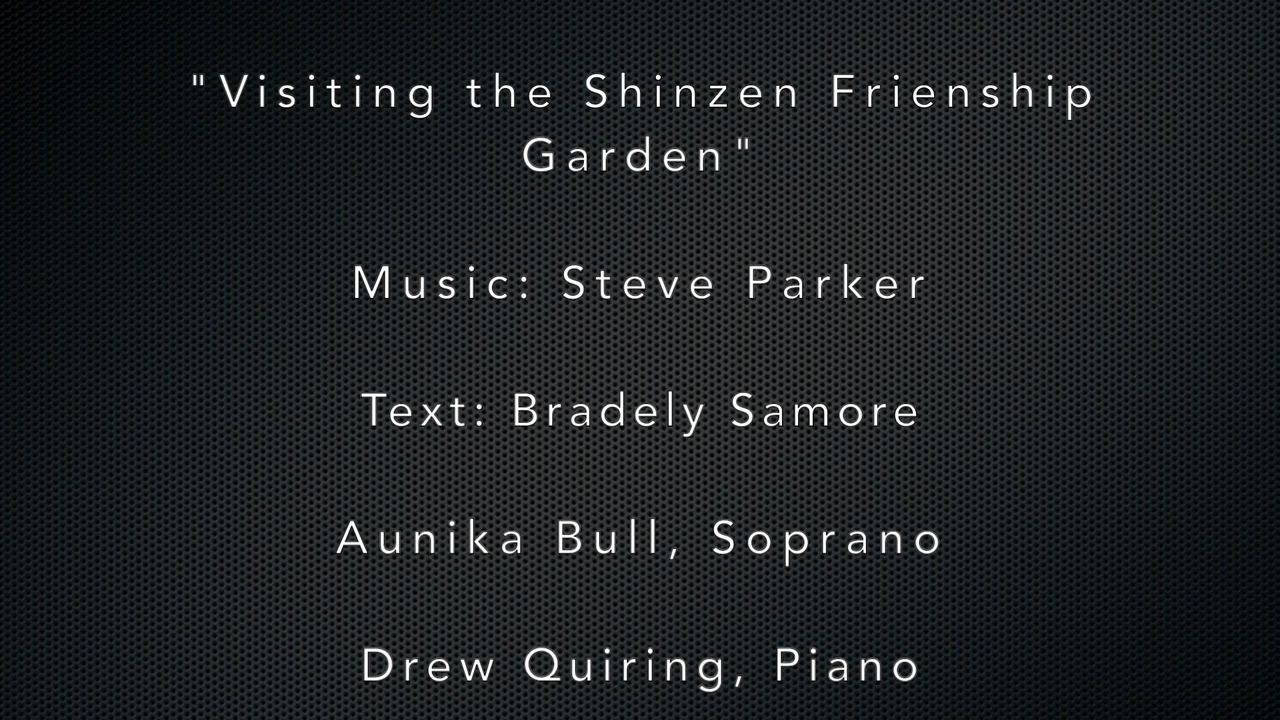 "Visiting the Shinzen Frienship
Garden"
Music: Steve Parker
Text: Bradely Samore
Aunika Bull, Soprano
Drew Quiring, Piano